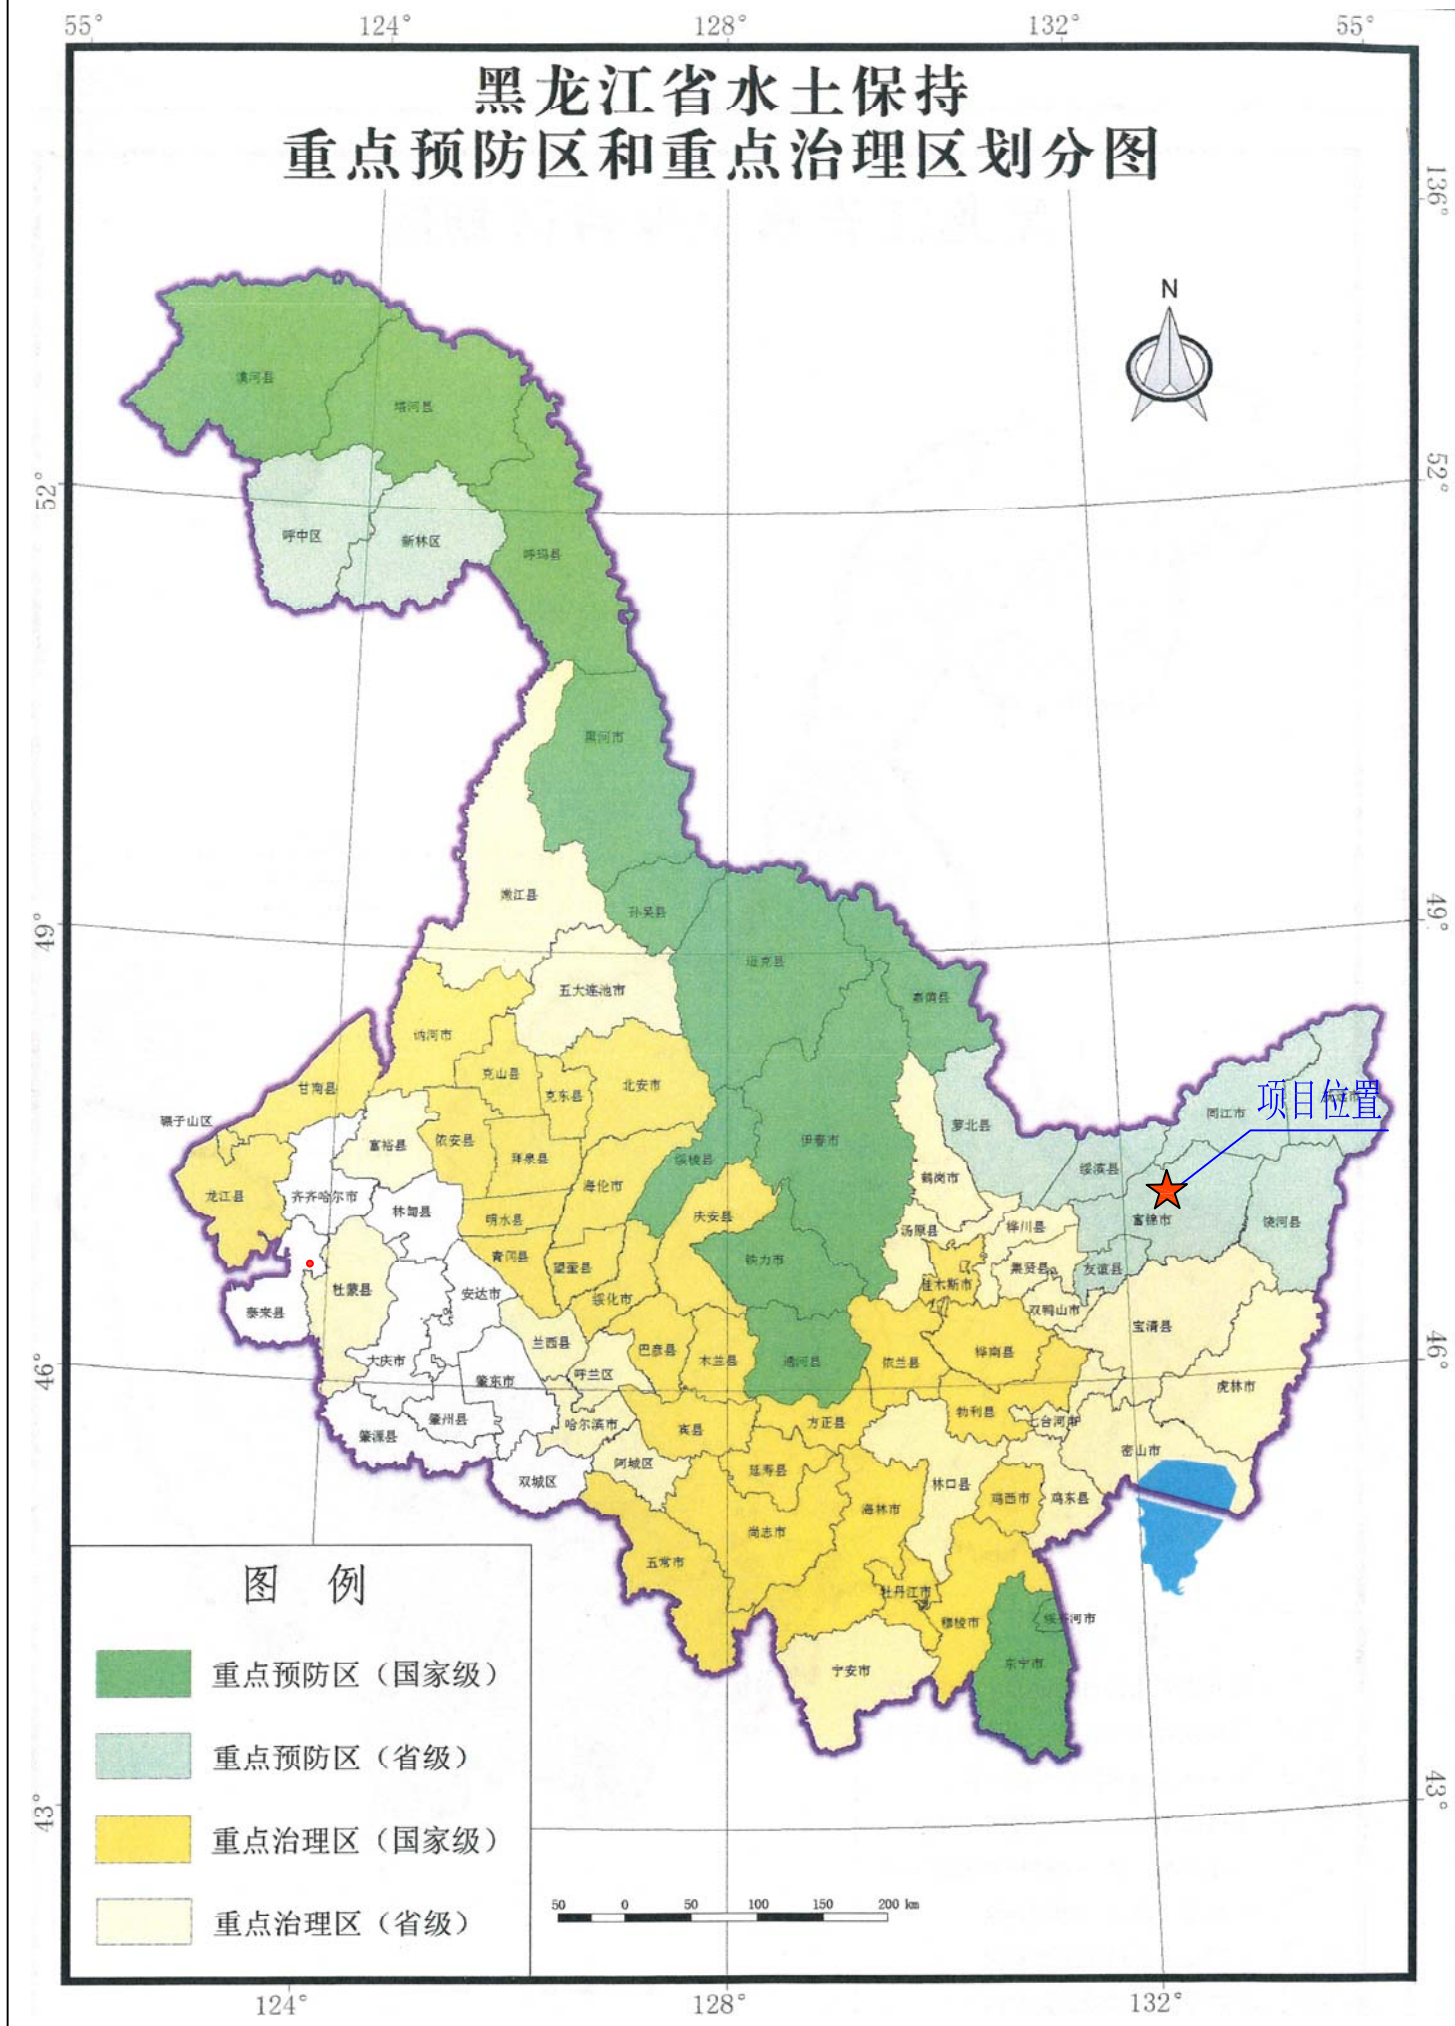 55° 124° 128° 132° 55°
黑龙江省水土保持
重点预防区和重点治理区划分图
136°
N
漠河县
塔河县
52° 52°
呼中区
新林区
呼玛县
黑河市
嫩江县
孙吴县
49° 49°
逊克县
五大连池市
嘉荫县
讷河市
克山县
北安市
甘南县
克东县
项目位置
同江市
碾子山区
萝北县
富裕县
依安县
伊春市
拜泉县
绥棱县
绥滨县
鹤岗市
海伦市
龙江县
齐齐哈尔市
林甸县
明水县
庆安县
富锦市
饶河县
汤原县
桦川县
青冈县
望奎县
铁力市
集贤县
友谊县
佳木斯市
杜蒙县
安达市
绥化市
泰来县
双鸭山市
宝清县
兰西县
巴彦县
木兰县
通河县
依兰县
桦南县
大庆市
46° 46°
呼兰区
肇东市
虎林市
肇州县
哈尔滨市
宾县
方正县
勃利县
七台河市
肇源县
密山市
双城区
阿城区
延寿县
林口县
鸡西市
鸡东县
海林市
尚志市
五常市
牡丹江市
穆棱市
绥芬河市
宁安市
东宁市
图 例
重点预防区（国家级）
重点预防区（省级）
43° 43°
重点治理区（国家级）
重点治理区（省级）
50 0 50 100 150 200 km
124° 128° 132°